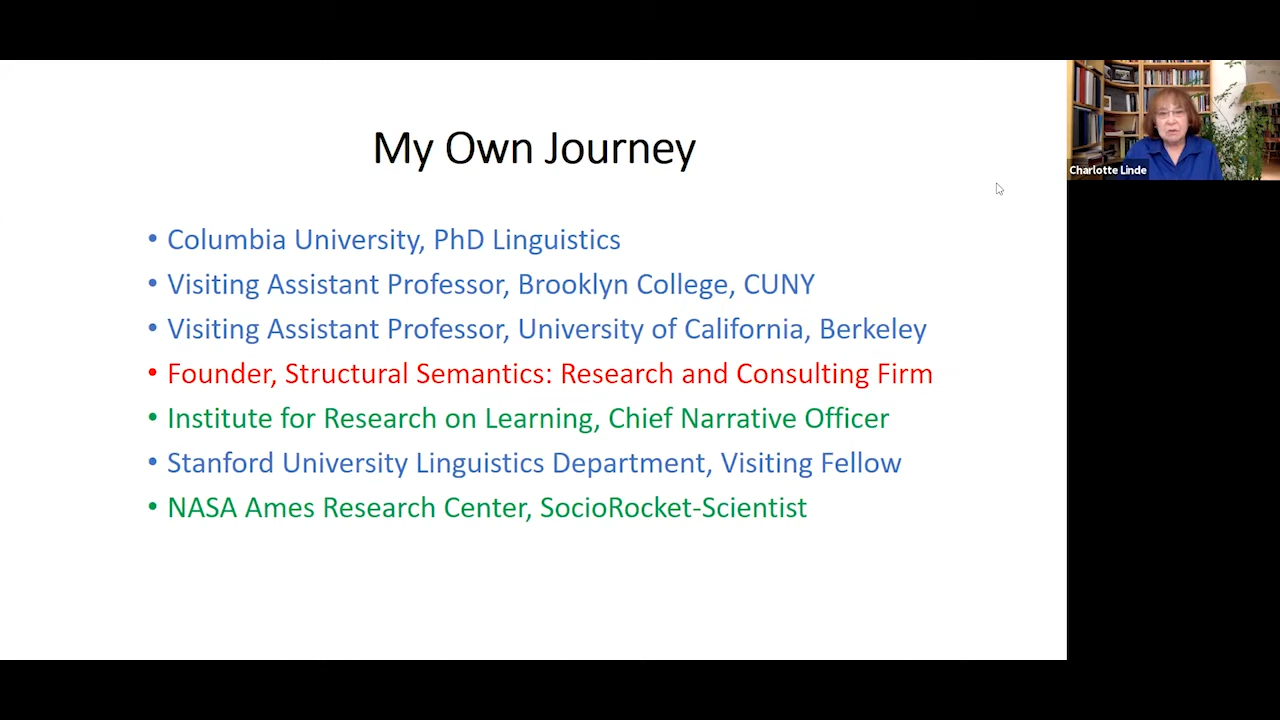 My Own Journey
• Columbia University, PhD Linguistics
• Visiting Assistant Professor, Brooklyn College, CUNY
• Visiting Assistant Professor, University of California, Berkeley
• Founder, Structural Semantics: Research and Consulting Firm
• Institute for Research on Learning, Chief Narrative Officer
• Stanford University Linguistics Department, Visiting Fellow
• NASA Ames Research Center, SocioRocket-Scientist
Charlotte Linde